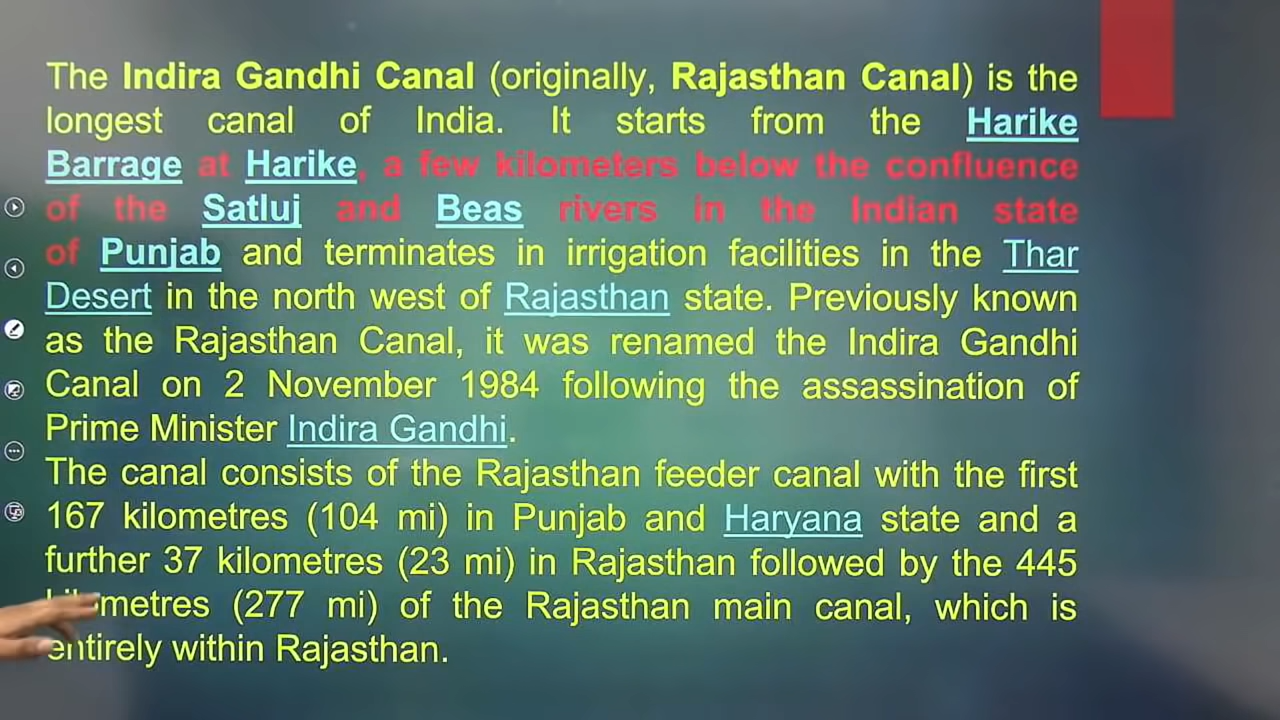 The Indira Gandhi Canal (originally, Rajasthan Canal) is the
longest canal of India. It starts from the Harike
Barrage at Harike, a few kilometers below the confluence
of the Satluj and Beas rivers in the Indian state
of Punjab and terminates in irrigation facilities in the Thar
Desert in the north west of Rajasthan state. Previously known
as the Rajasthan Canal, it was renamed the Indira Gandhi
Canal on 2 November 1984 following the assassination of
Prime Minister Indira Gandhi.
The canal consists of the Rajasthan feeder canal with the first
167 kilometres (104 mi) in Punjab and Haryana state and a
further 37 kilometres (23 mi) in Rajasthan followed by the 445
kilometres (277 mi) of the Rajasthan main canal, which is
entirely within Rajasthan.